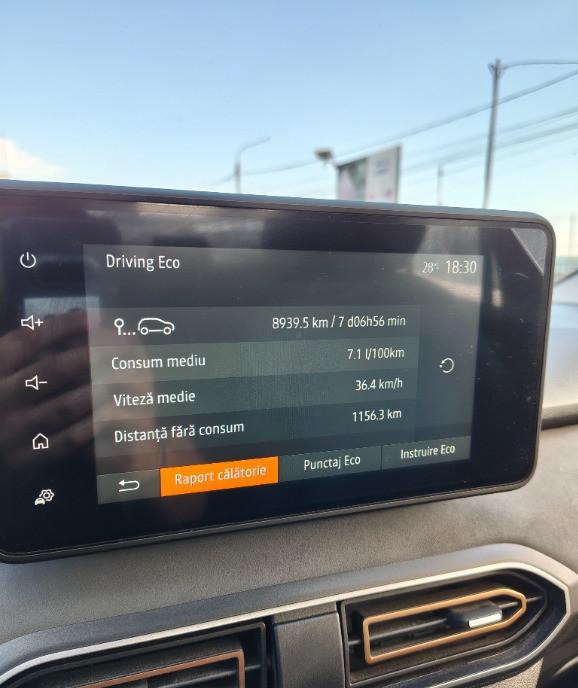 Driving Eco
28°C 18:30
8939.5 km / 7 d06h56 min
Consum mediu 7.1 l/100km
Viteză medie 36.4 km/h
Distanță fără consum 1156.3 km
Raport călătorie Punctaj Eco Instruire Eco